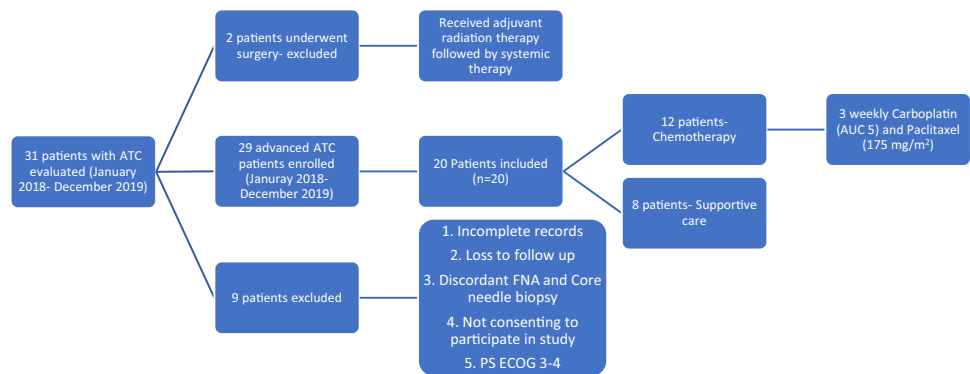 2 patients underwent
surgery- excluded
Received adjuvant
radiation therapy
followed by systemic
therapy
31 patients with ATC
evaluated (January
2018- December 2019)
29 advanced ATC
patients enrolled
(Januray 2018-
December 2019)
20 Patients included
(n=20)
12 patients-
Chemotherapy
3 weekly Carboplatin
(AUC 5) and Paclitaxel
(175 mg/m²)
8 patients- Supportive
care
9 patients excluded
1. Incomplete records
2. Loss to follow up
3. Discordant FNA and Core
needle biopsy
4. Not consenting to
participate in study
5. PS ECOG 3-4